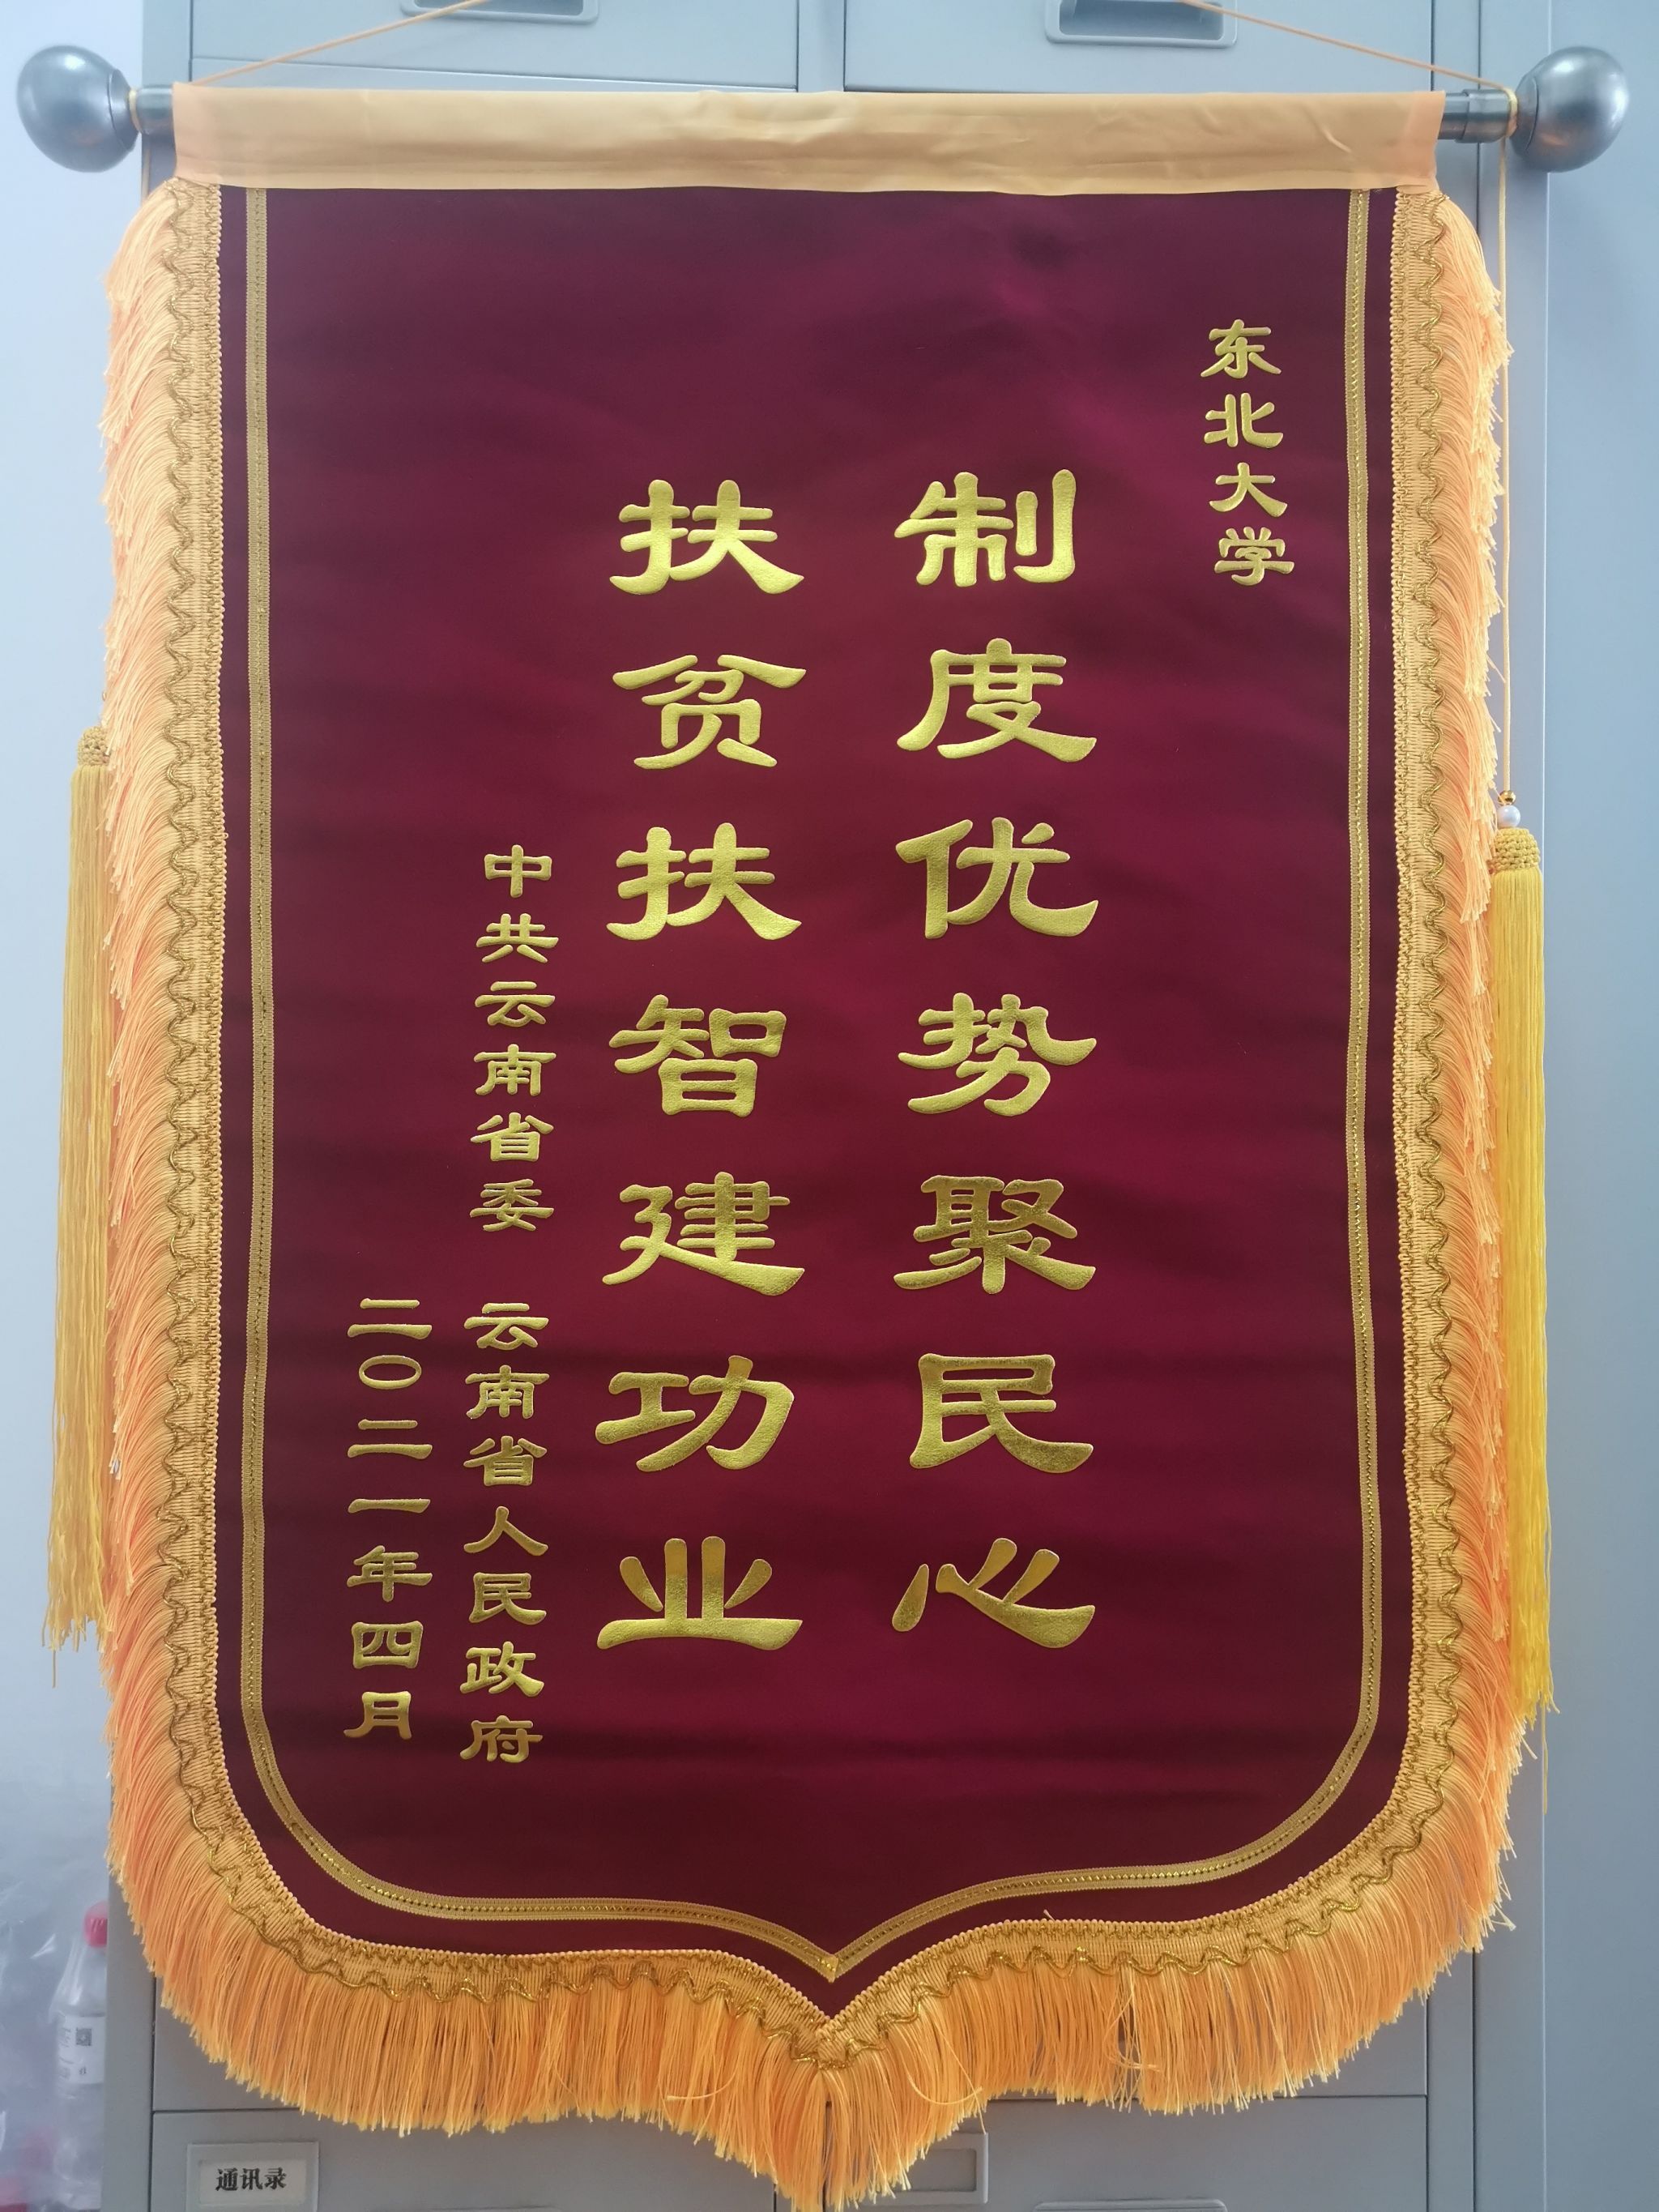 东北大学
制度优势聚民心
扶贫扶智建功业
中共云南省委 云南省人民政府
二〇二一年四月
通讯录